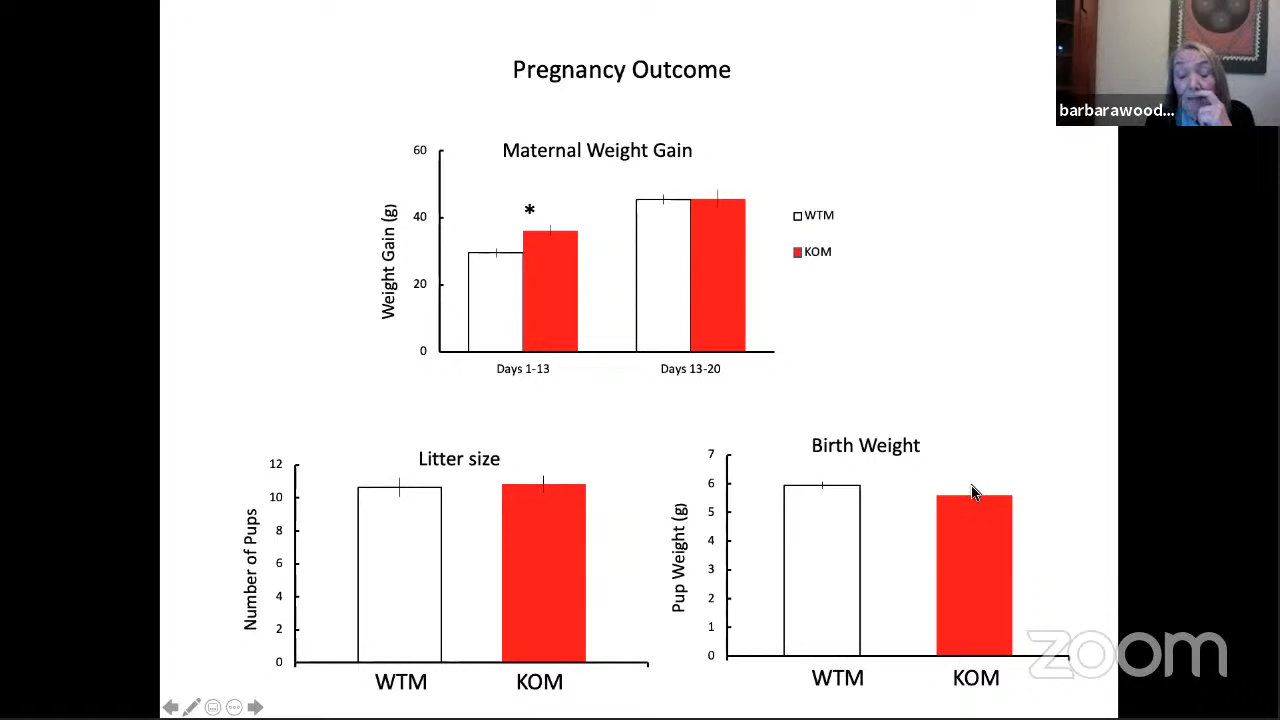 Pregnancy Outcome
barbarawood...
Maternal Weight Gain
60
40
20
0
Weight Gain (g)
*
WTM
KOM
Days 1-13
Days 13-20
Litter size
12
10
8
6
4
2
0
Number of Pups
WTM
KOM
Birth Weight
7
6
5
4
3
2
1
0
Pup Weight (g)
WTM
KOM
zoom